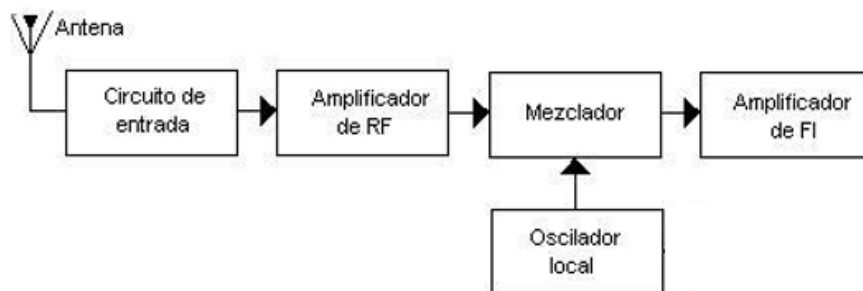 Antena
Circuito de
entrada
Amplificador
de RF
Mezclador
Amplificador
de FI
Oscilador
local